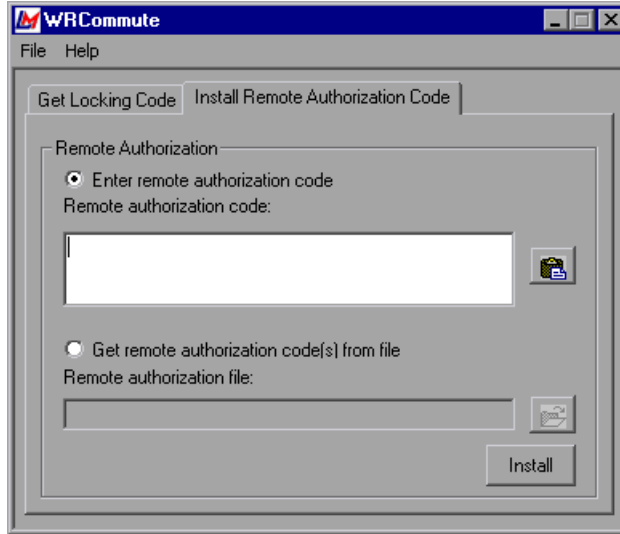 WRCommute
File Help
Get Locking Code Install Remote Authorization Code
Remote Authorization
Enter remote authorization code
Remote authorization code:
Get remote authorization code(s) from file
Remote authorization file:
Install